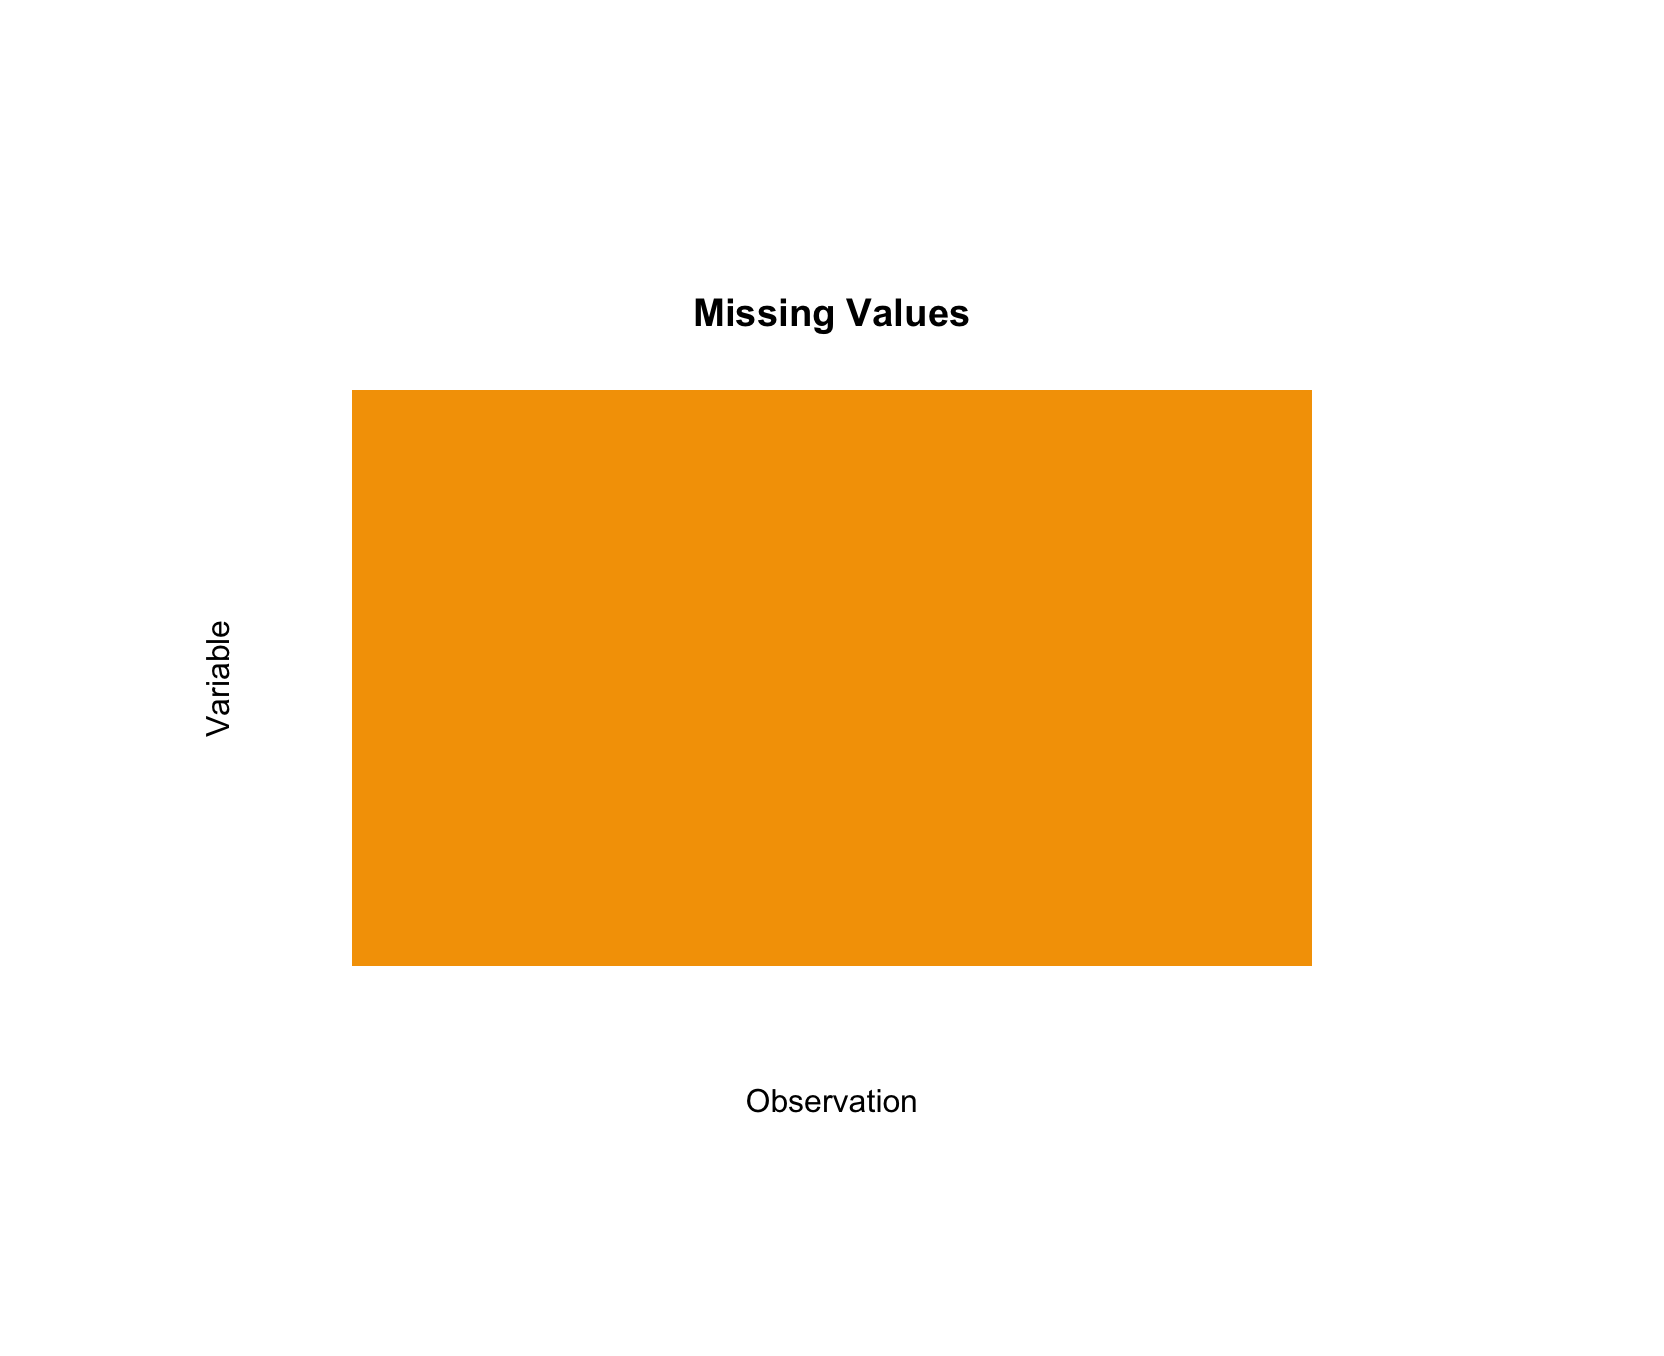 Missing Values
Variable
Observation